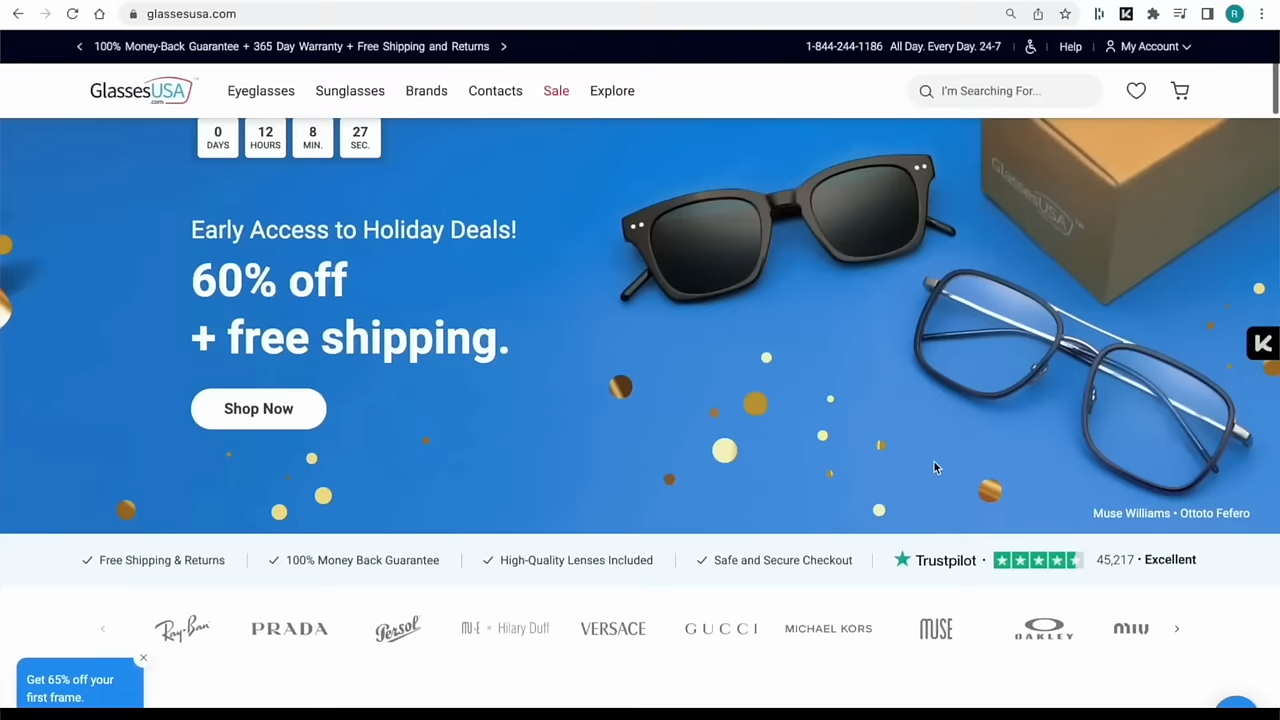 glassesusa.com
R
100% Money-Back Guarantee + 365 Day Warranty + Free Shipping and Returns
1-844-244-1186 All Day. Every Day. 24-7
Help
My Account
GlassesUSA
.com
Eyeglasses
Sunglasses
Brands
Contacts
Sale
Explore
I'm Searching For...
0
DAYS
12
HOURS
8
MIN.
27
SEC.
GlassesUSA
Early Access to Holiday Deals!
60% off
+ free shipping.
Shop Now
K
Muse Williams • Ottoto Fefero
Free Shipping & Returns
100% Money Back Guarantee
High-Quality Lenses Included
Safe and Secure Checkout
Trustpilot • 45,217 • Excellent
Ray-Ban
PRADA
Persol
MUSE x Hilary Duff
VERSACE
GUCCI
MICHAEL KORS
MUSE
OAKLEY
MIU
Get 65% off your
first frame.